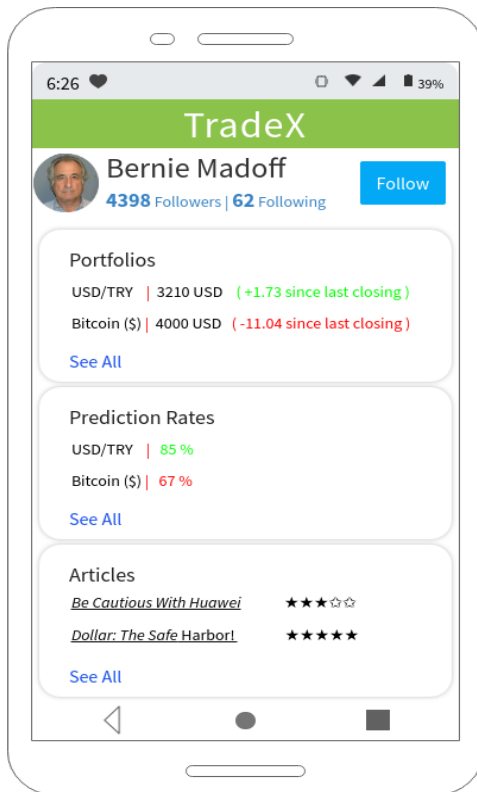 6:26 39%
TradeX
Bernie Madoff
4398 Followers | 62 Following
Follow
Portfolios
USD/TRY | 3210 USD ( +1.73 since last closing )
Bitcoin ($) | 4000 USD ( -11.04 since last closing )
See All
Prediction Rates
USD/TRY | 85 %
Bitcoin ($) | 67 %
See All
Articles
Be Cautious With Huawei ★★★✩✩
Dollar: The Safe Harbor! ★★★★★
See All